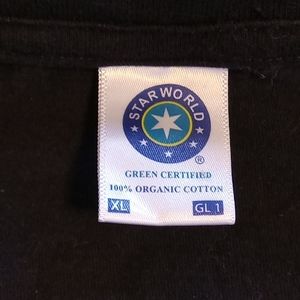 STARWORLD
®
GREEN CERTIFIED
100% ORGANIC COTTON
XL GL 1